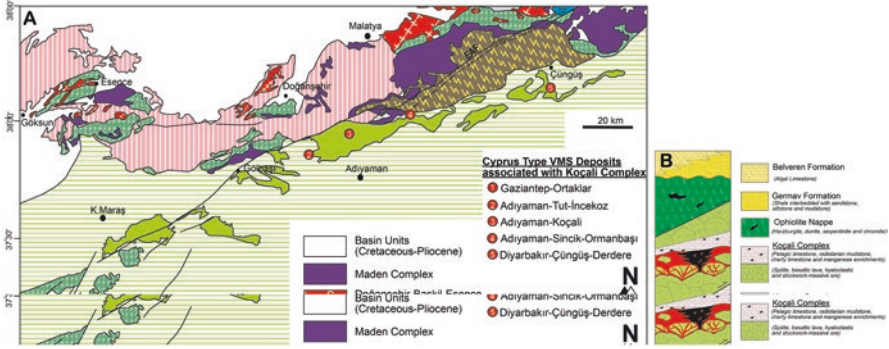 A
38°00'
Malatya
EAF
Esence
Çüngüş
Doğanşehir
Göksun
38°00'
20 km
B
Gölbaşı
Adıyaman
K.Maraş
37°30'
Cyprus Type VMS Deposits
associated with Koçali Complex
1 Gaziantep-Ortaklar
2 Adıyaman-Tut-İncekoz
3 Adıyaman-Koçali
4 Adıyaman-Sincik-Ormanbaşı
5 Diyarbakır-Çüngüş-Derdere
Basin Units
(Cretaceous-Pliocene)
Maden Complex
N
Basin Units
(Cretaceous-Pliocene)
Maden Complex
Adıyaman-Sincik-Ormanbaşı
5 Diyarbakır-Çüngüş-Derdere
N
Belveren Formation
(Algal Limestone)
Germav Formation
(Shale interbedded with sandstone,
siltstone and mudstone)
Ophiolite Nappe
(Harzburgite, dunite, serpentinite and chromite)
Koçali Complex
(Pelagic limestone, radiolarian mudstone,
cherty limestone and manganese enrichments)
(Spilite, basaltic lava, hyaloclastic
and stockwork-massive ore)
Koçali Complex
(Pelagic limestone, radiolarian mudstone,
cherty limestone and manganese enrichments)
(Spilite, basaltic lava, hyaloclastic
and stockwork-massive ore)